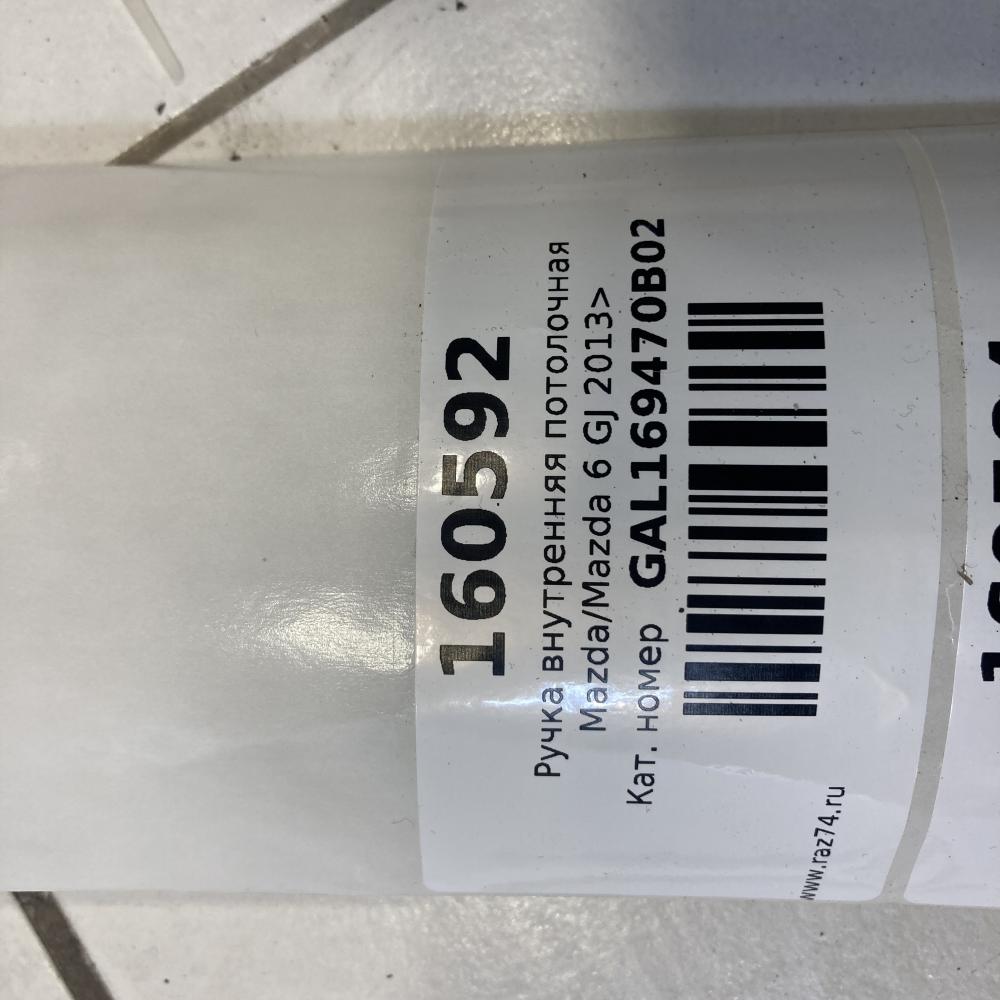 160592
Ручка внутренняя потолочная
Mazda/Mazda 6 GJ 2013>
Кат. номер GAL169470B02
www.raz74.ru